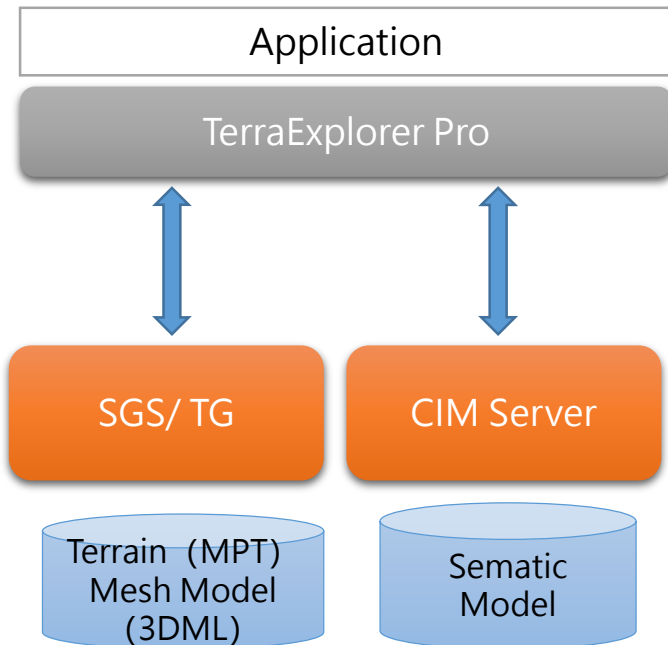 Application
TerraExplorer Pro
SGS/ TG
CIM Server
Terrain (MPT)
Mesh Model
(3DML)
Sematic
Model